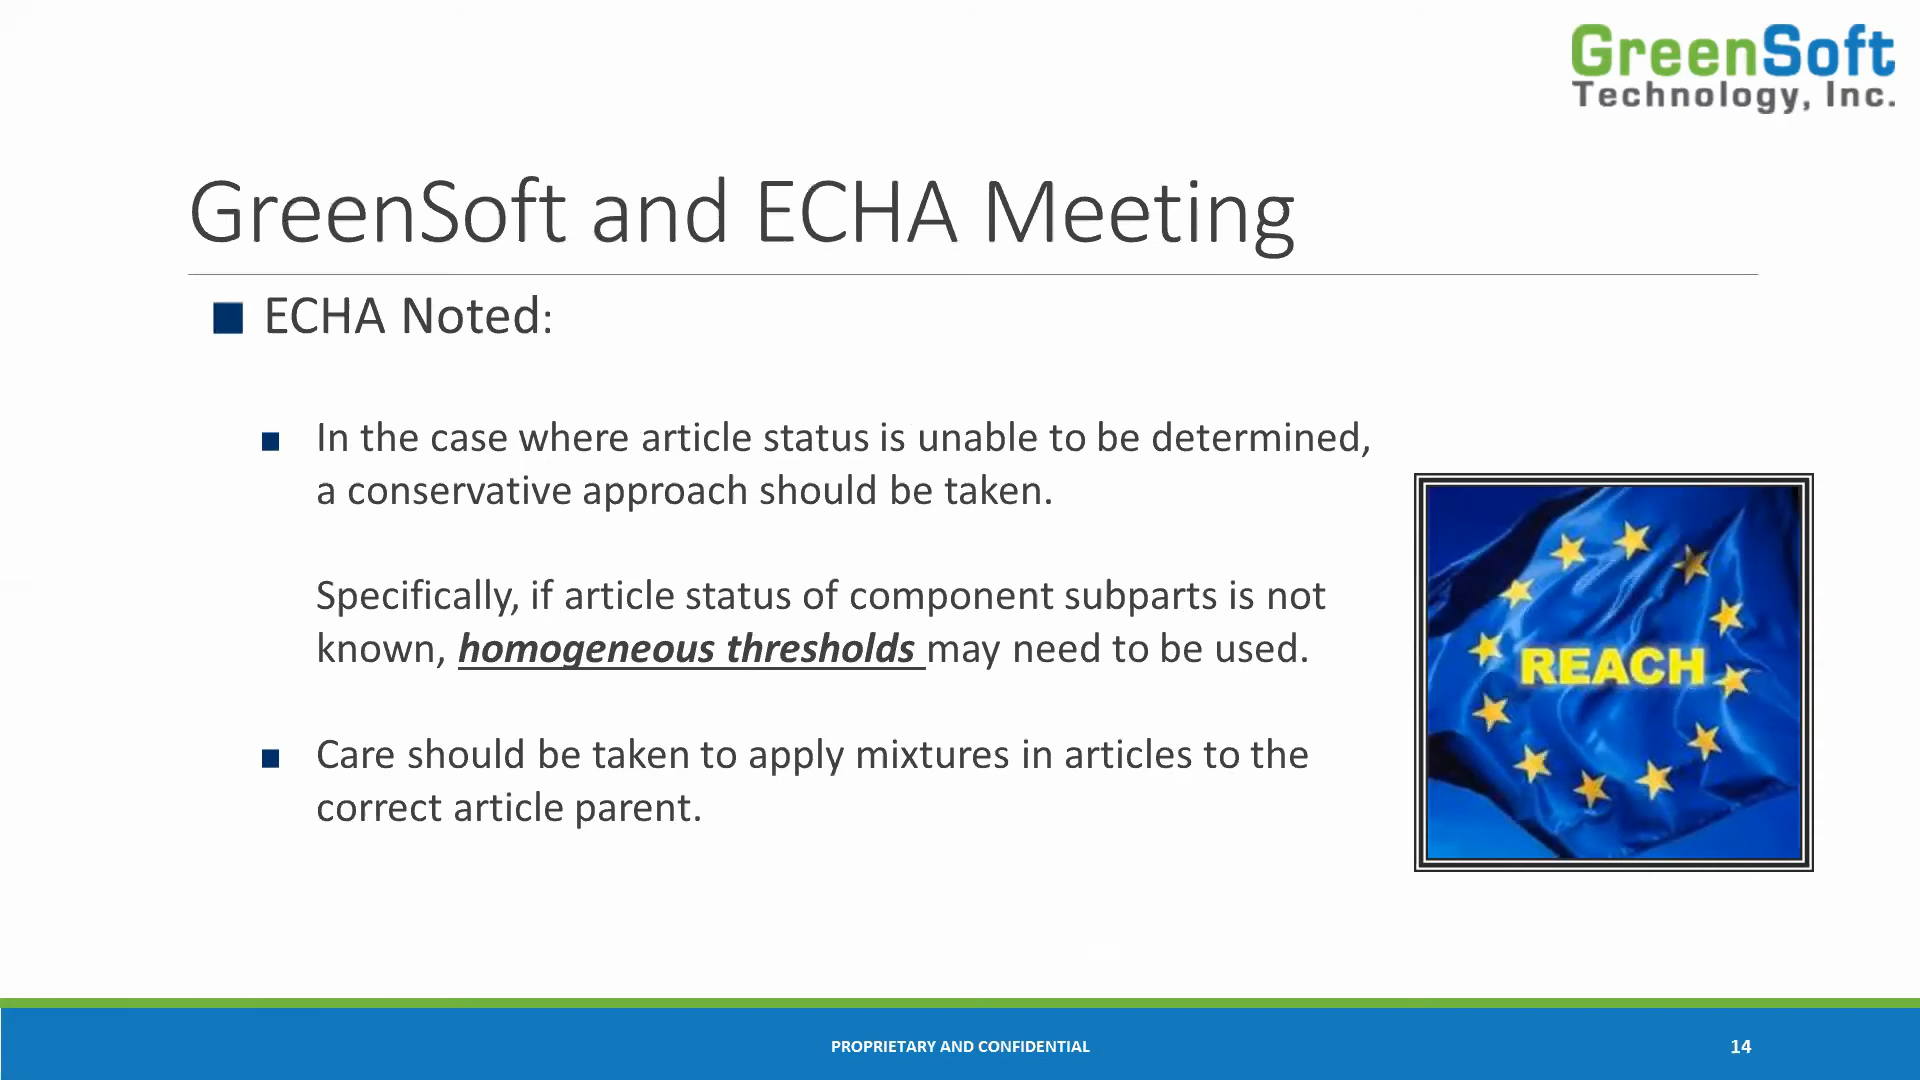 GreenSoft
Technology, Inc.
GreenSoft and ECHA Meeting
ECHA Noted:
In the case where article status is unable to be determined,
a conservative approach should be taken.
Specifically, if article status of component subparts is not
known, homogeneous thresholds may need to be used.
Care should be taken to apply mixtures in articles to the
correct article parent.
REACH
PROPRIETARY AND CONFIDENTIAL
14